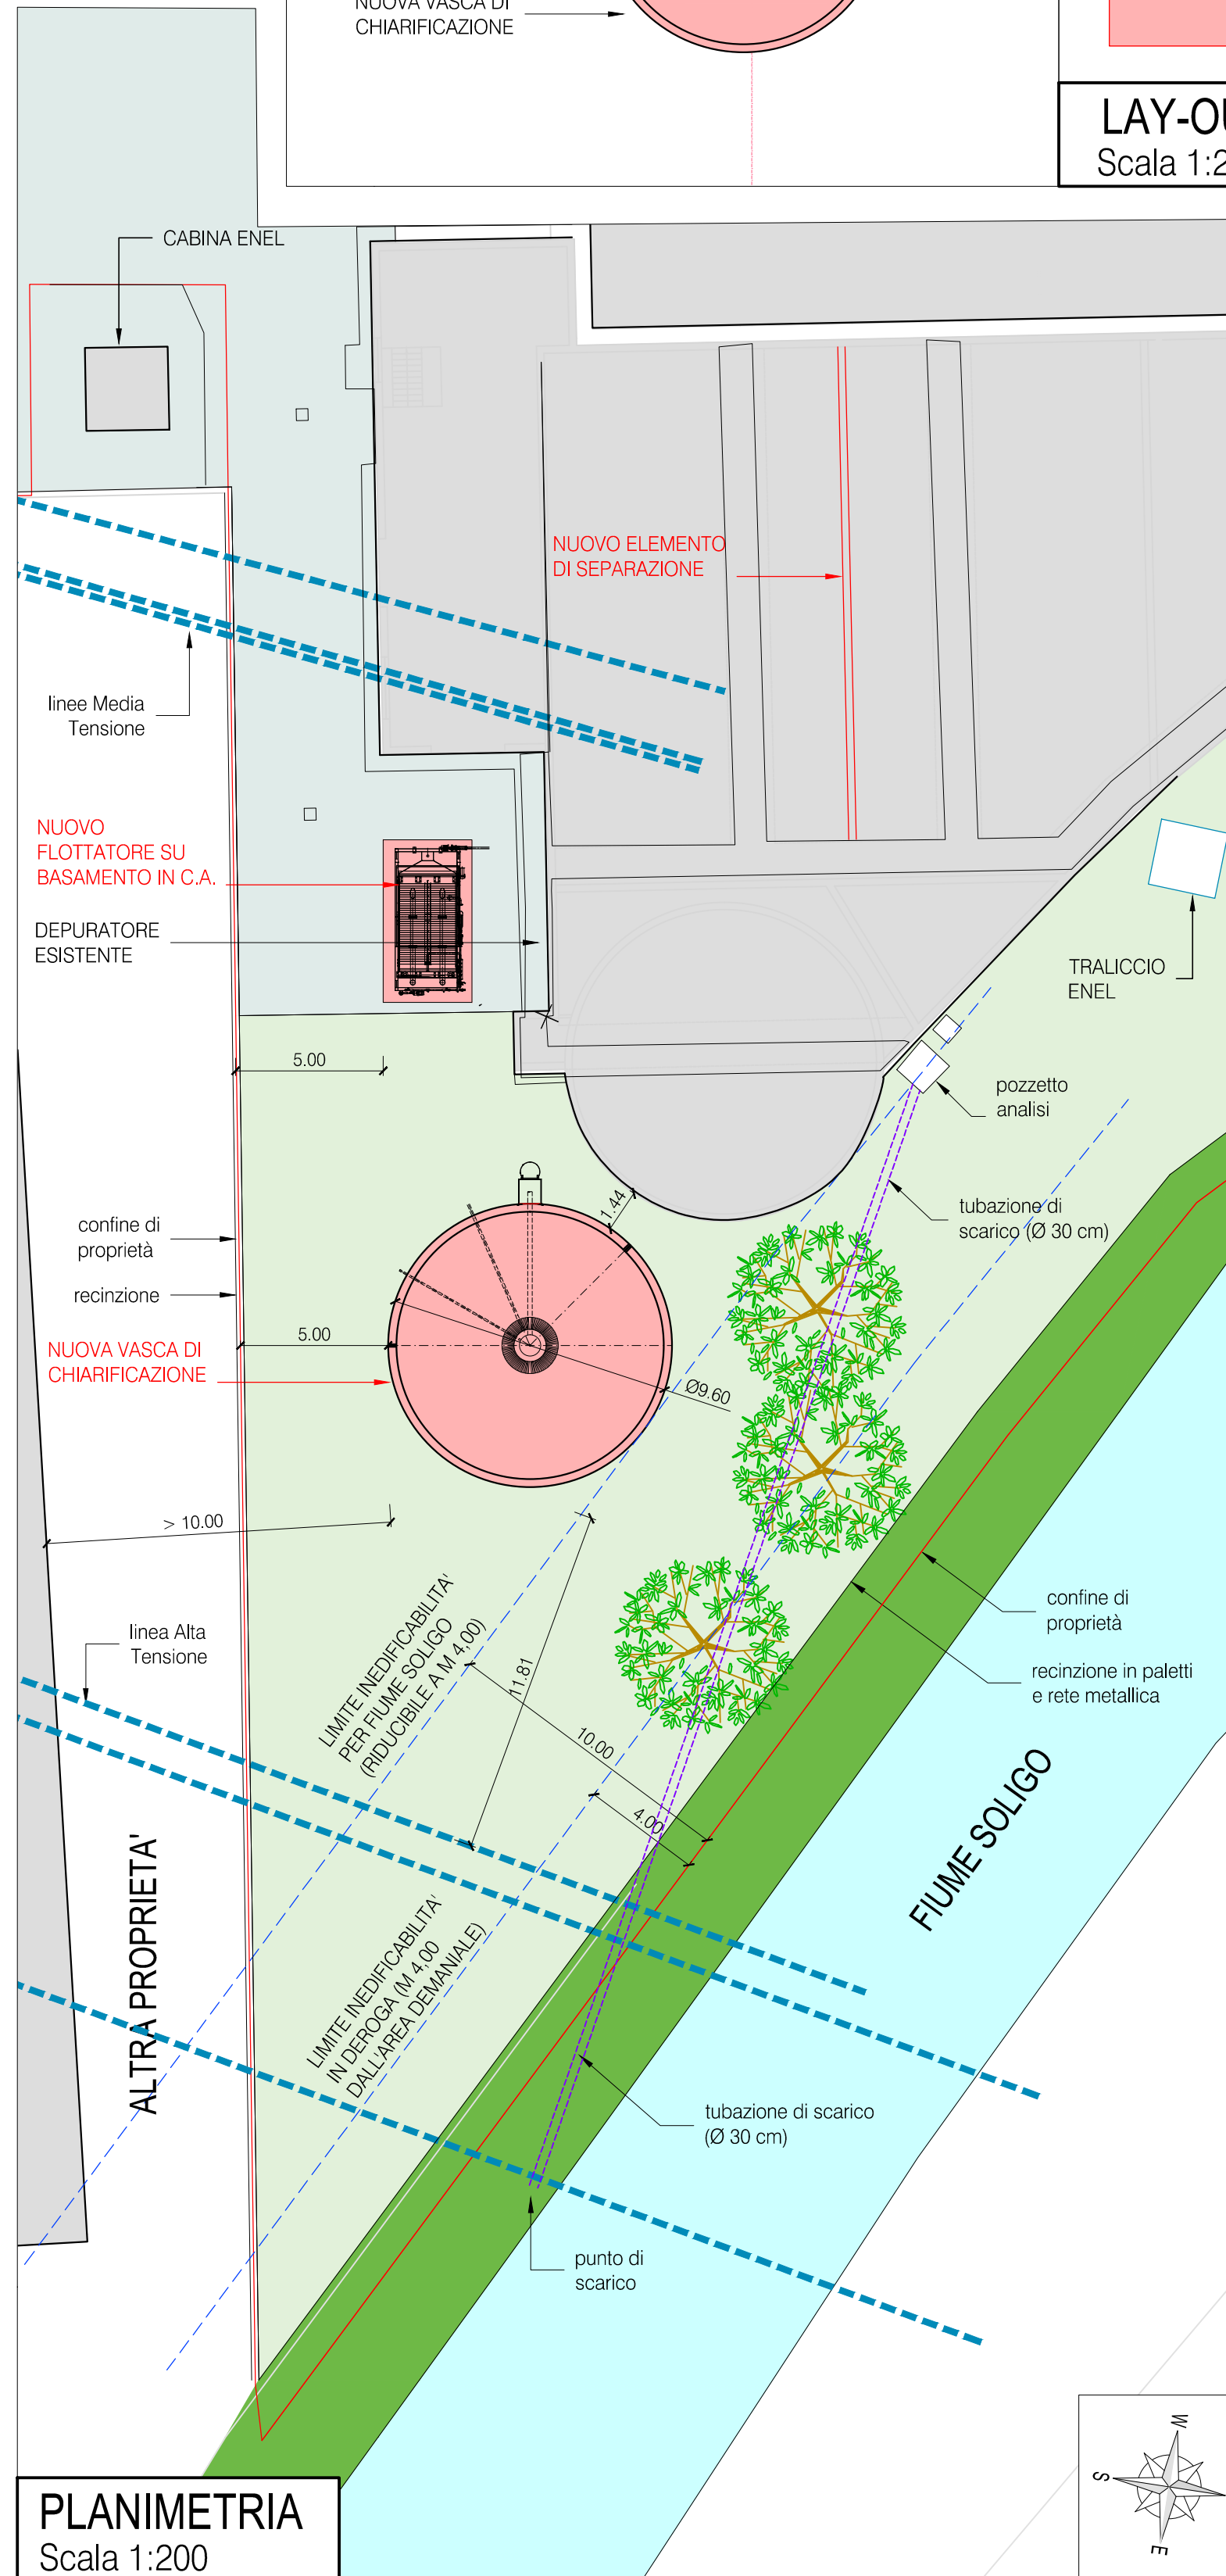 NUOVA VASCA DI
CHIARIFICAZIONE
Scala 1:2
CABINA ENEL
NUOVO ELEMENTO
DI SEPARAZIONE
linee Media
Tensione
NUOVO
FLOTTATORE SU
BASAMENTO IN C.A.
DEPURATORE
ESISTENTE
TRALICCIO
ENEL
5.00
pozzetto
analisi
1.44
tubazione di
scarico (Ø 30 cm)
confine di
proprietà
recinzione
5.00
NUOVA VASCA DI
CHIARIFICAZIONE
Ø9.60
> 10.00
LIMITE INEDIFICABILITA'
PER FIUME SOLIGO
(RIDUCIBILE A M 4,00)
11.81
confine di
proprietà
linea Alta
Tensione
recinzione in paletti
e rete metallica
10.00
4.00
FIUME SOLIGO
ALTRA PROPRIETA'
LIMITE INEDIFICABILITA'
IN DEROGA (M 4,00
DALL'AREA DEMANIALE)
tubazione di scarico
(Ø 30 cm)
punto di
scarico
W
S
E
PLANIMETRIA
Scala 1:200